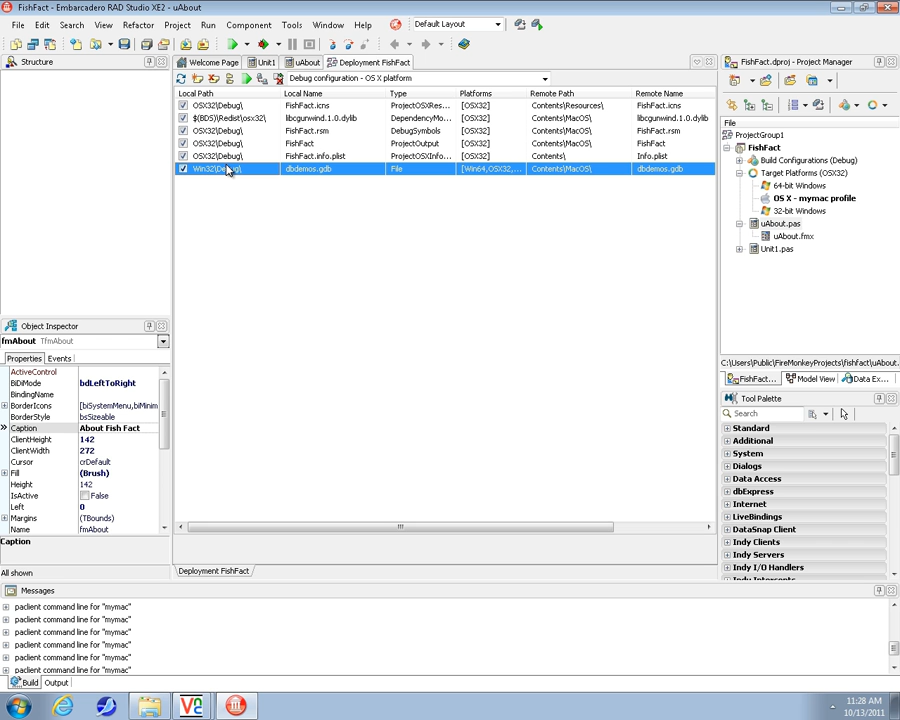 FishFact - Embarcadero RAD Studio XE2 - uAbout
File Edit Search View Refactor Project Run Component Tools Window Help Default Layout
Structure
Welcome Page Unit1 uAbout Deployment FishFact
Debug configuration - OS X platform
Local Path Local Name Type Platforms Remote Path Remote Name
OSX32\Debug\ FishFact.icns ProjectOSXRes... [OSX32] Contents\Resources\ FishFact.icns
$(BDS)\Redist\osx32\ libcgunwind.1.0.dylib DependencyMo... [OSX32] Contents\MacOS\ libcgunwind.1.0.dylib
OSX32\Debug\ FishFact.rsm DebugSymbols [OSX32] Contents\MacOS\ FishFact.rsm
OSX32\Debug\ FishFact ProjectOutput [OSX32] Contents\MacOS\ FishFact
OSX32\Debug\ FishFact.info.plist ProjectOSXInfo... [OSX32] Contents\ Info.plist
Win32\Debug\ dbdemos.gdb File [Win64,OSX32,... Contents\MacOS\ dbdemos.gdb
Deployment FishFact
Object Inspector
fmAbout TfmAbout
Properties Events
ActiveControl
BiDiMode bdLeftToRight
BindingName
BorderIcons [biSystemMenu,biMinim
BorderStyle bsSizeable
Caption About Fish Fact
ClientHeight 142
ClientWidth 272
Cursor crDefault
Fill (Brush)
Height 142
IsActive False
Left 0
Margins (TBounds)
Name fmAbout
Caption
All shown
FishFact.dproj - Project Manager
File
ProjectGroup1
FishFact
Build Configurations (Debug)
Target Platforms (OSX32)
64-bit Windows
OS X - mymac profile
32-bit Windows
uAbout.pas
uAbout.fmx
Unit1.pas
C:\Users\Public\FireMonkeyProjects\fishfact\uAbout.
FishFact... Model View Data Ex...
Tool Palette
Search
Standard
Additional
System
Dialogs
Data Access
dbExpress
Internet
LiveBindings
DataSnap Client
Indy Clients
Indy Servers
Indy I/O Handlers
Indy Intercepts
Messages
paclient command line for "mymac"
paclient command line for "mymac"
paclient command line for "mymac"
paclient command line for "mymac"
paclient command line for "mymac"
paclient command line for "mymac"
Build Output
11:28 AM
10/13/2011